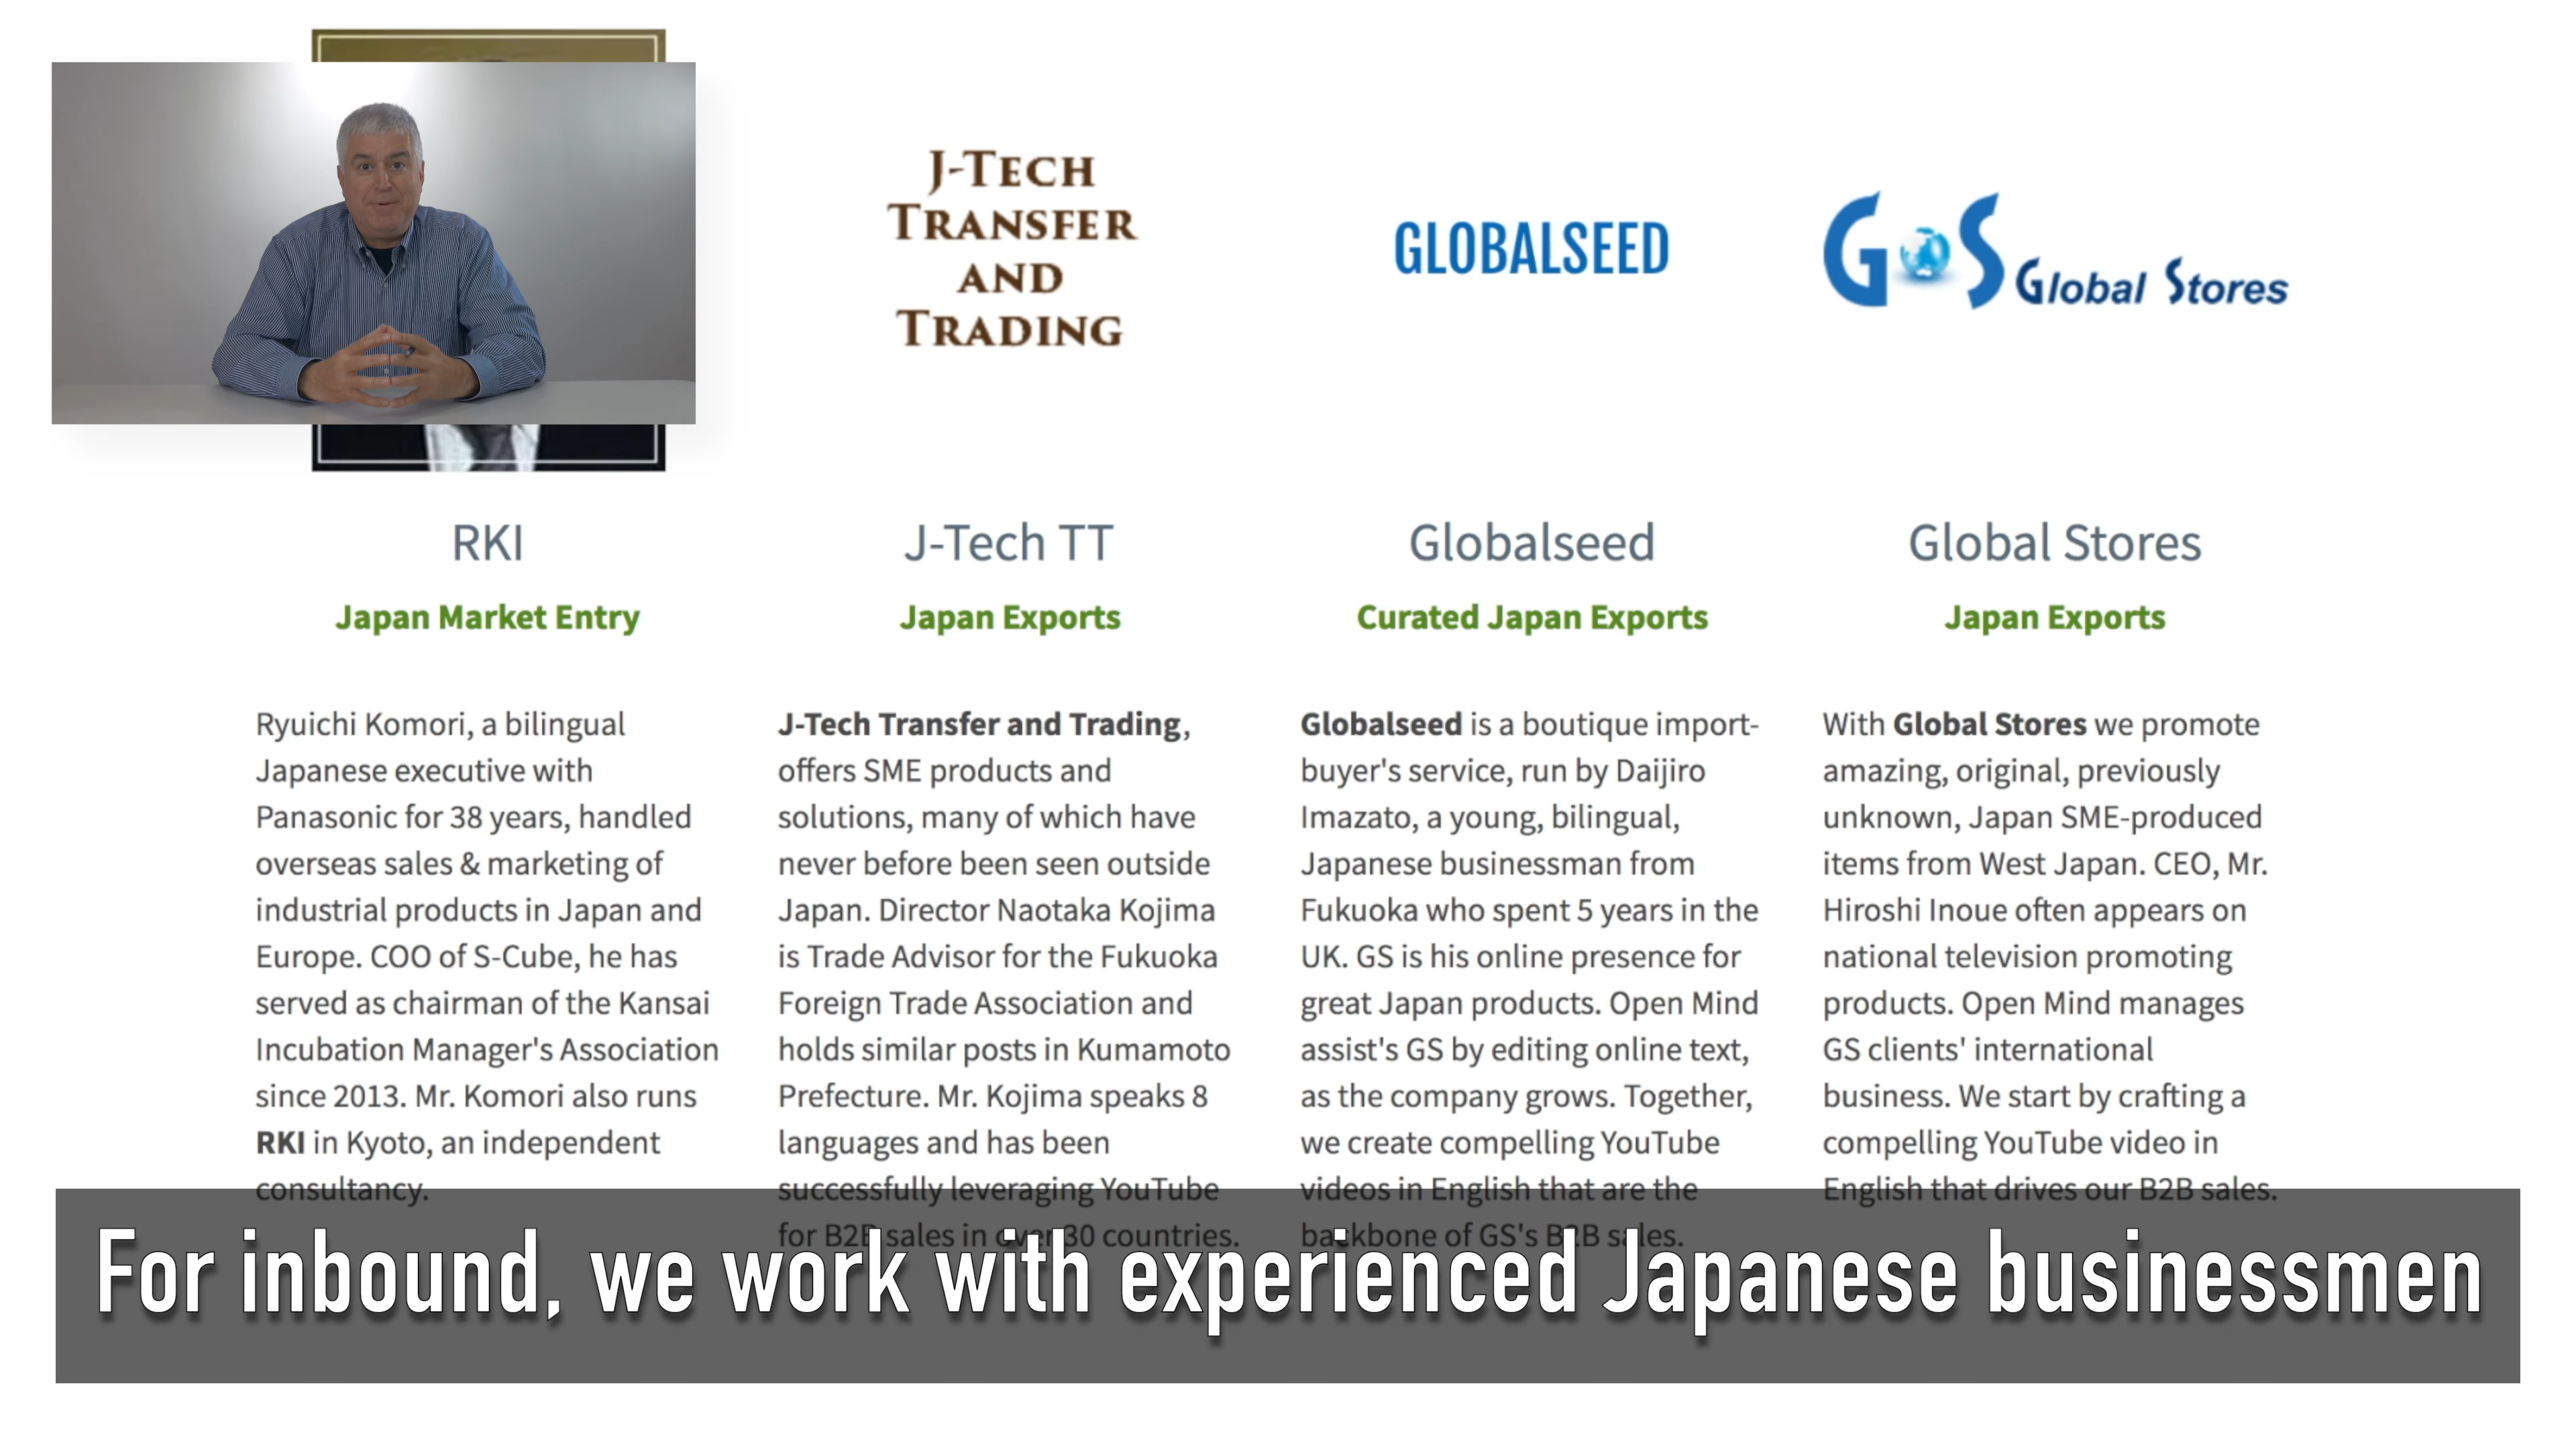 J-TECH
TRANSFER
AND
TRADING
GLOBALSEED
GS Global Stores
RKI
Japan Market Entry
Ryuichi Komori, a bilingual
Japanese executive with
Panasonic for 38 years, handled
overseas sales & marketing of
industrial products in Japan and
Europe. COO of S-Cube, he has
served as chairman of the Kansai
Incubation Manager's Association
since 2013. Mr. Komori also runs
RKI in Kyoto, an independent
consultancy.
J-Tech TT
Japan Exports
J-Tech Transfer and Trading,
offers SME products and
solutions, many of which have
never before been seen outside
Japan. Director Naotaka Kojima
is Trade Advisor for the Fukuoka
Foreign Trade Association and
holds similar posts in Kumamoto
Prefecture. Mr. Kojima speaks 8
languages and has been
successfully leveraging YouTube
for B2B sales in over 30 countries.
Globalseed
Curated Japan Exports
Globalseed is a boutique import-
buyer's service, run by Daijiro
Imazato, a young, bilingual,
Japanese businessman from
Fukuoka who spent 5 years in the
UK. GS is his online presence for
great Japan products. Open Mind
assist's GS by editing online text,
as the company grows. Together,
we create compelling YouTube
videos in English that are the
backbone of GS's B2B sales.
Global Stores
Japan Exports
With Global Stores we promote
amazing, original, previously
unknown, Japan SME-produced
items from West Japan. CEO, Mr.
Hiroshi Inoue often appears on
national television promoting
products. Open Mind manages
GS clients' international
business. We start by crafting a
compelling YouTube video in
English that drives our B2B sales.
For inbound, we work with experienced Japanese businessmen